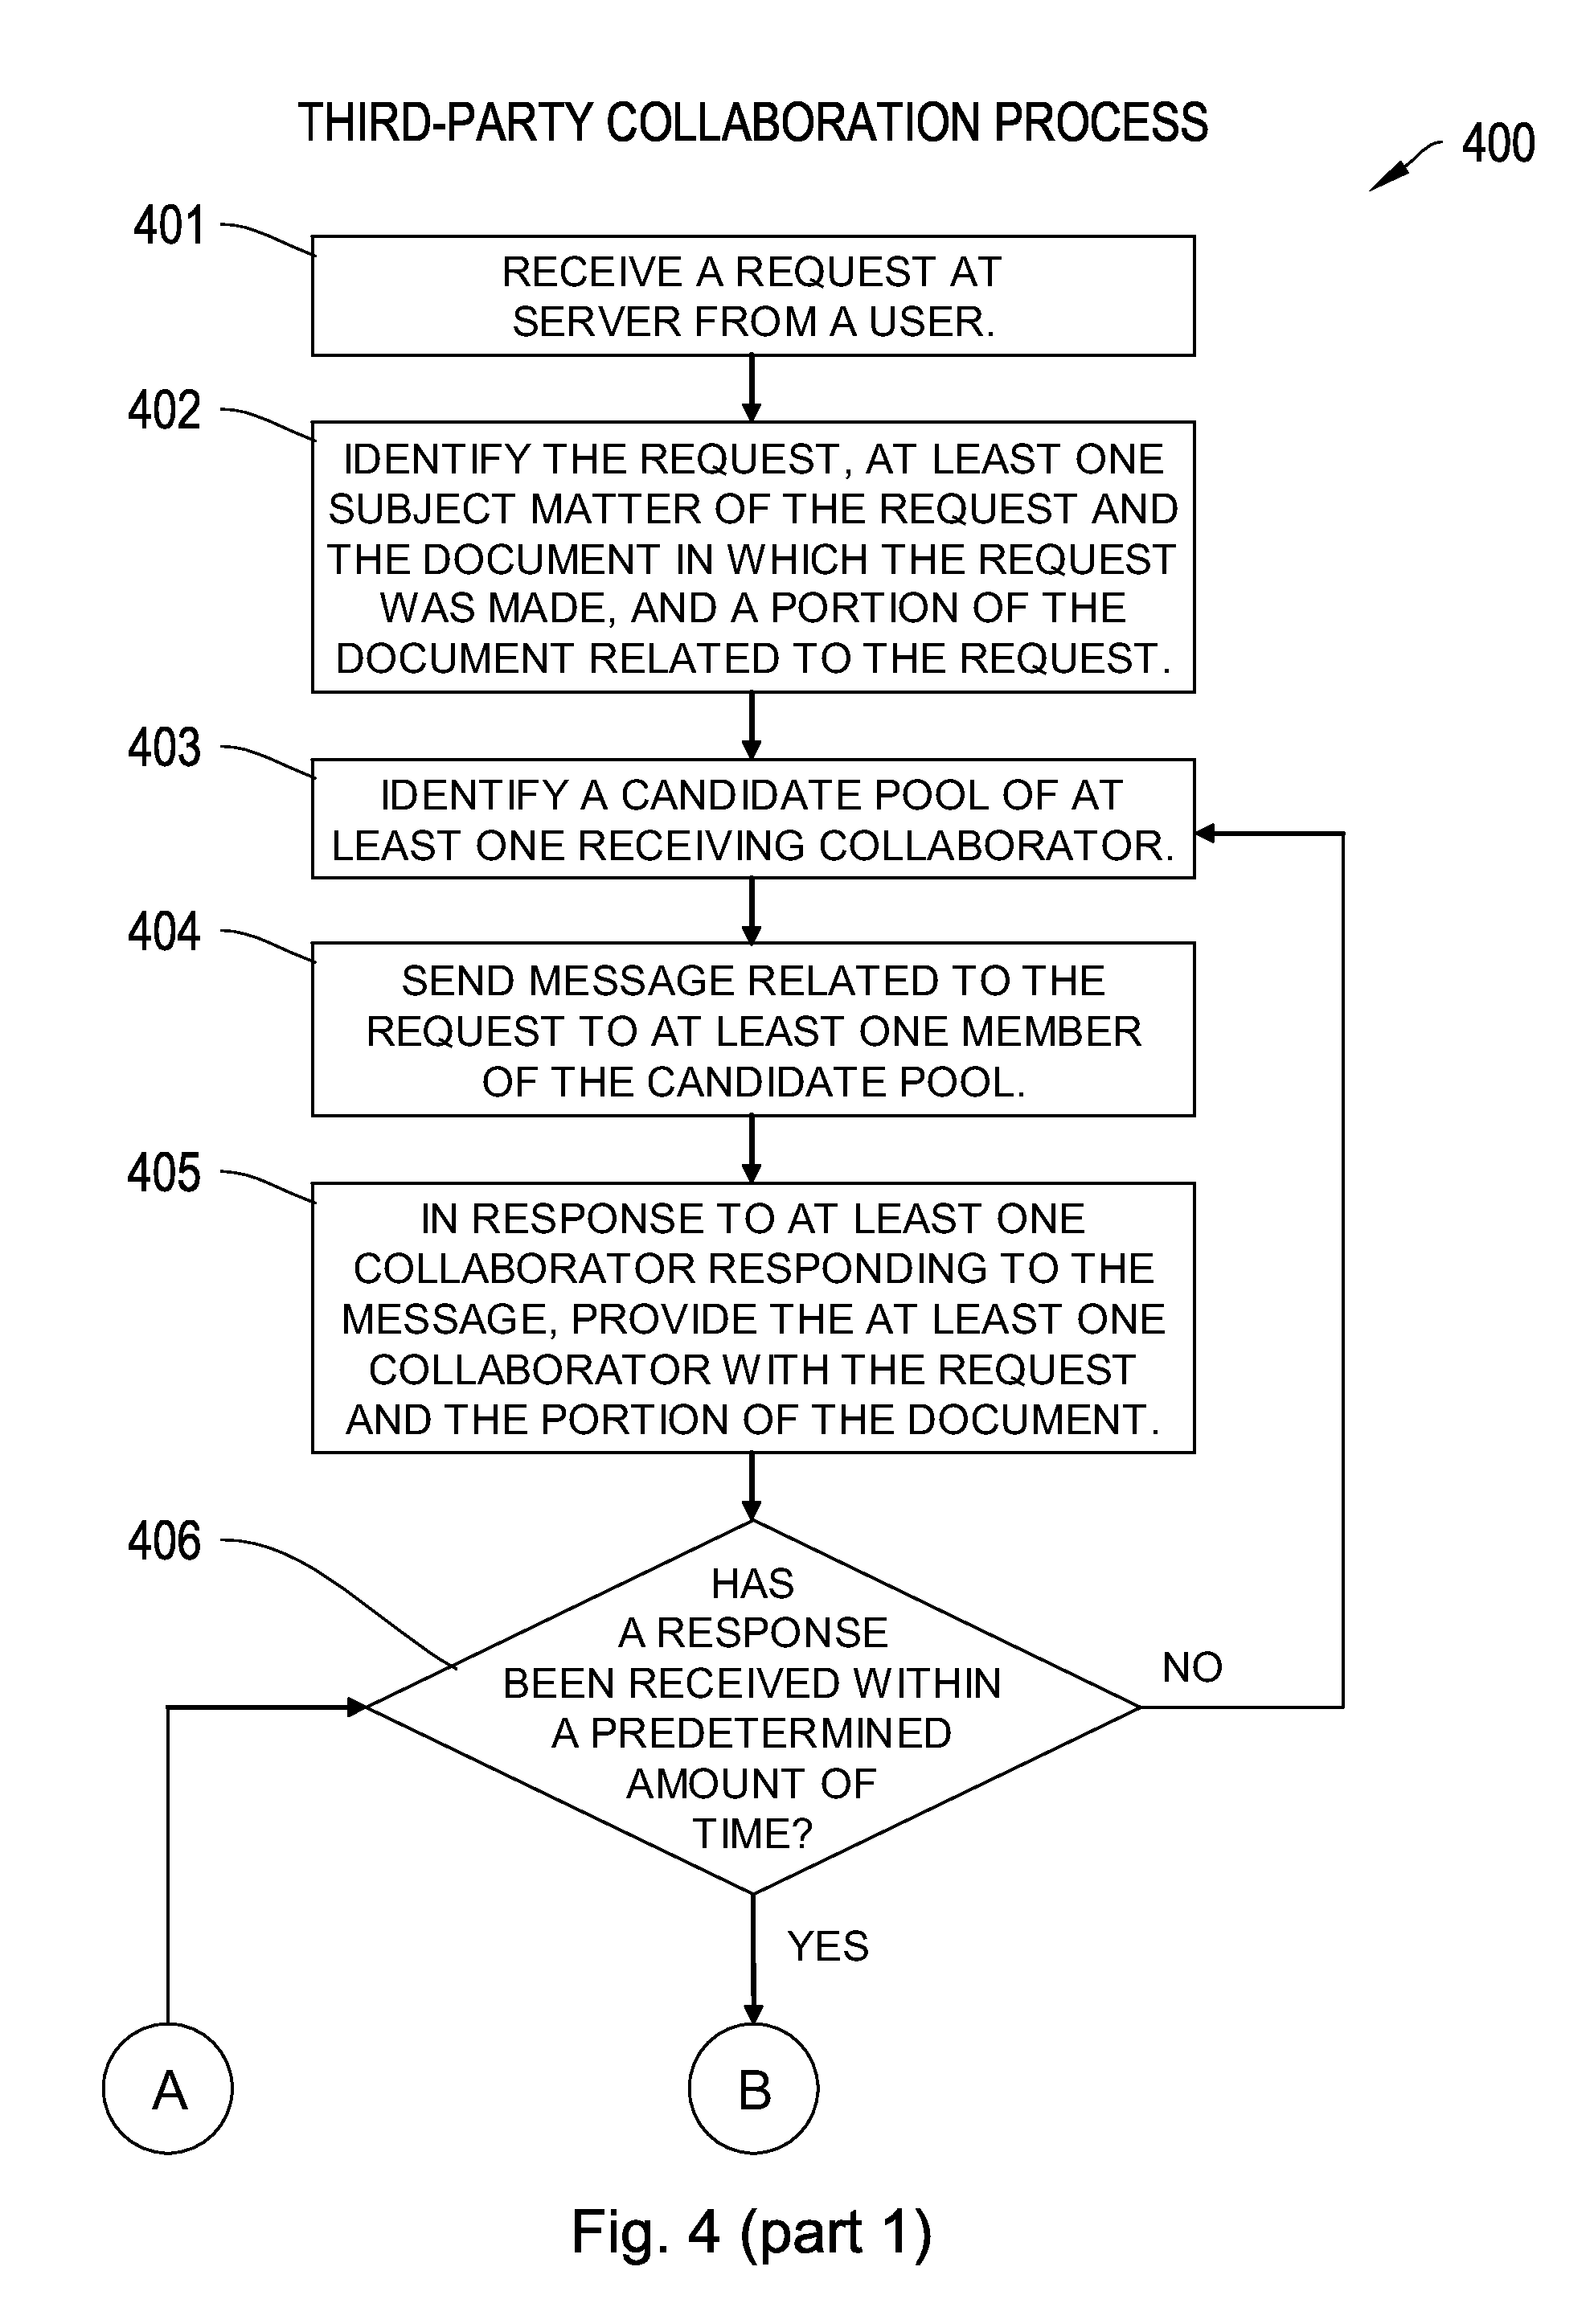 THIRD-PARTY COLLABORATION PROCESS
400
401
RECEIVE A REQUEST AT
SERVER FROM A USER.
402
IDENTIFY THE REQUEST, AT LEAST ONE
SUBJECT MATTER OF THE REQUEST AND
THE DOCUMENT IN WHICH THE REQUEST
WAS MADE, AND A PORTION OF THE
DOCUMENT RELATED TO THE REQUEST.
403
IDENTIFY A CANDIDATE POOL OF AT
LEAST ONE RECEIVING COLLABORATOR.
404
SEND MESSAGE RELATED TO THE
REQUEST TO AT LEAST ONE MEMBER
OF THE CANDIDATE POOL.
405
IN RESPONSE TO AT LEAST ONE
COLLABORATOR RESPONDING TO THE
MESSAGE, PROVIDE THE AT LEAST ONE
COLLABORATOR WITH THE REQUEST
AND THE PORTION OF THE DOCUMENT.
406
HAS
A RESPONSE
BEEN RECEIVED WITHIN
A PREDETERMINED
AMOUNT OF
TIME?
NO
YES
A
B
Fig. 4 (part 1)